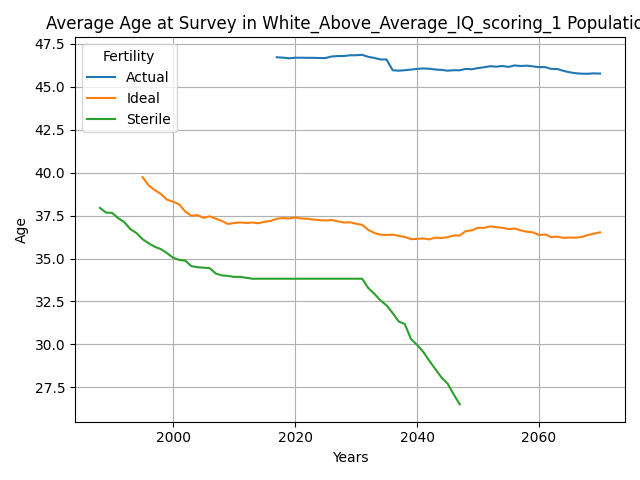 Average Age at Survey in White_Above_Average_IQ_scoring_1 Populatio
Fertility
Actual
Ideal
Sterile
47.5
45.0
42.5
40.0
37.5
35.0
32.5
30.0
27.5
Age
2000 2020 2040 2060
Years